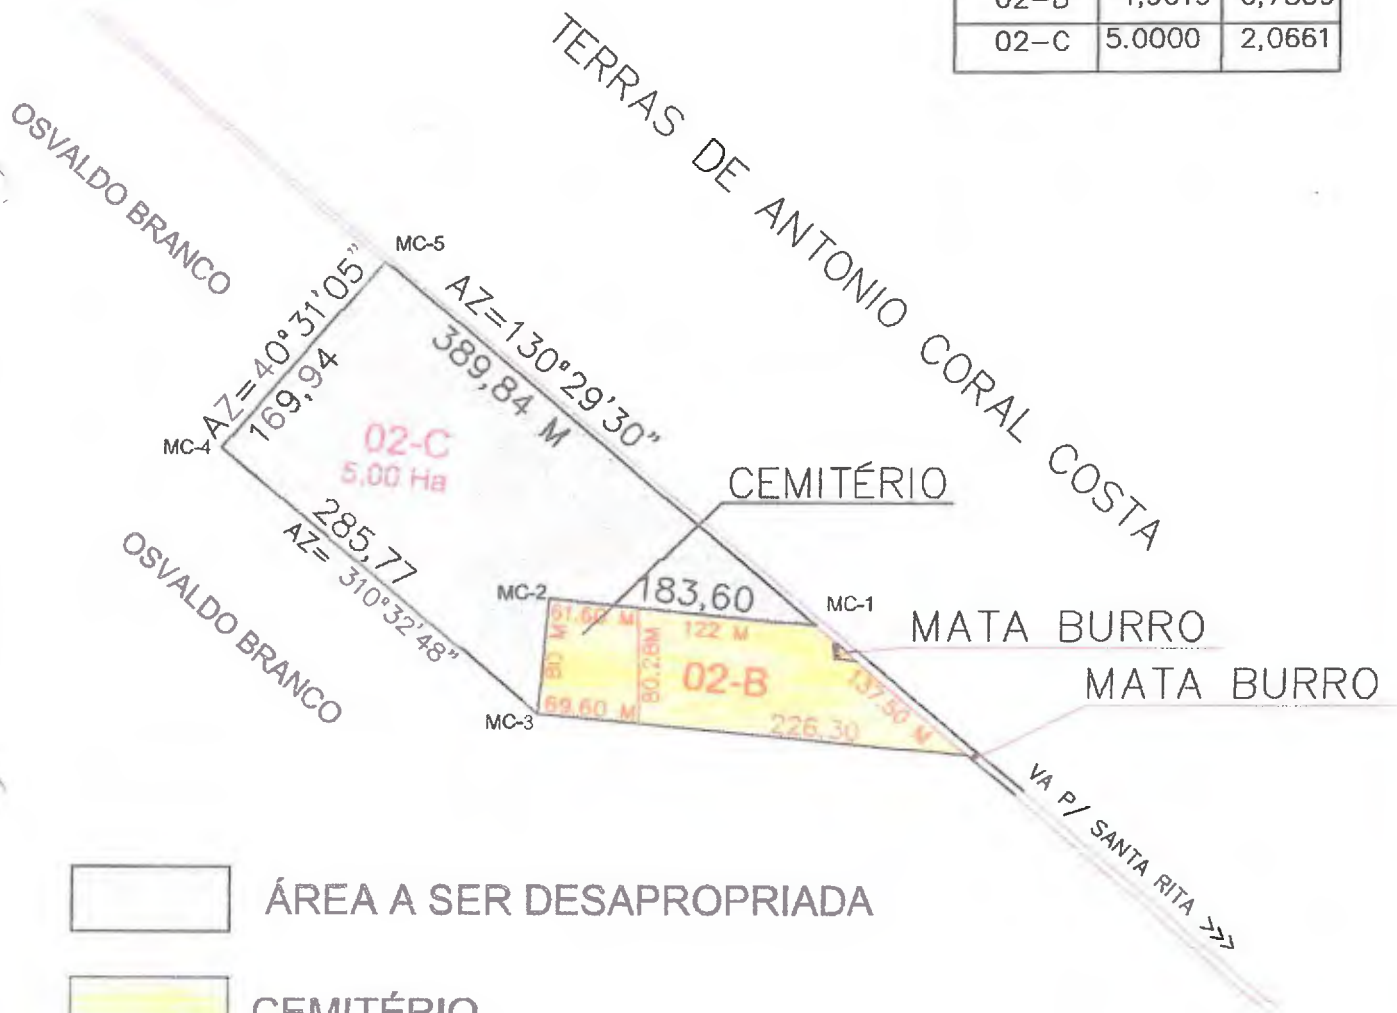 02-C 5.0000 2,0661
TERRAS DE ANTONIO CORAL COSTA
OSVALDO BRANCO
MC-5
AZ=40°31'05"
169,94
AZ=130°29'30"
389,84 M
MC-4
02-C
5,00 Ha
CEMITÉRIO
285,77
AZ= 310°32'48"
OSVALDO BRANCO
MC-2
183,60
MC-1
61.60 M
122 M
MATA BURRO
80 M
80.28M
02-B
137.50 M
MATA BURRO
69.60 M
MC-3
226,30
VA P/ SANTA RITA >>>
ÁREA A SER DESAPROPRIADA
CEMITÉRIO